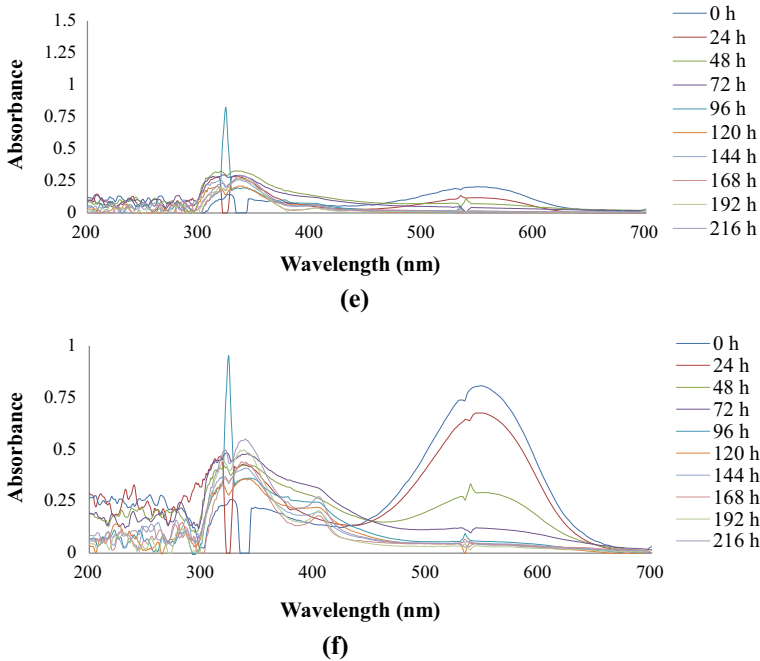 1.5
1.25
1
0.75
0.5
0.25
0
Absorbance
200
300
400
500
600
700
Wavelength (nm)
0 h
24 h
48 h
72 h
96 h
120 h
144 h
168 h
192 h
216 h
(e)
1
0.75
0.5
0.25
0
Absorbance
200
300
400
500
600
700
Wavelength (nm)
0 h
24 h
48 h
72 h
96 h
120 h
144 h
168 h
192 h
216 h
(f)